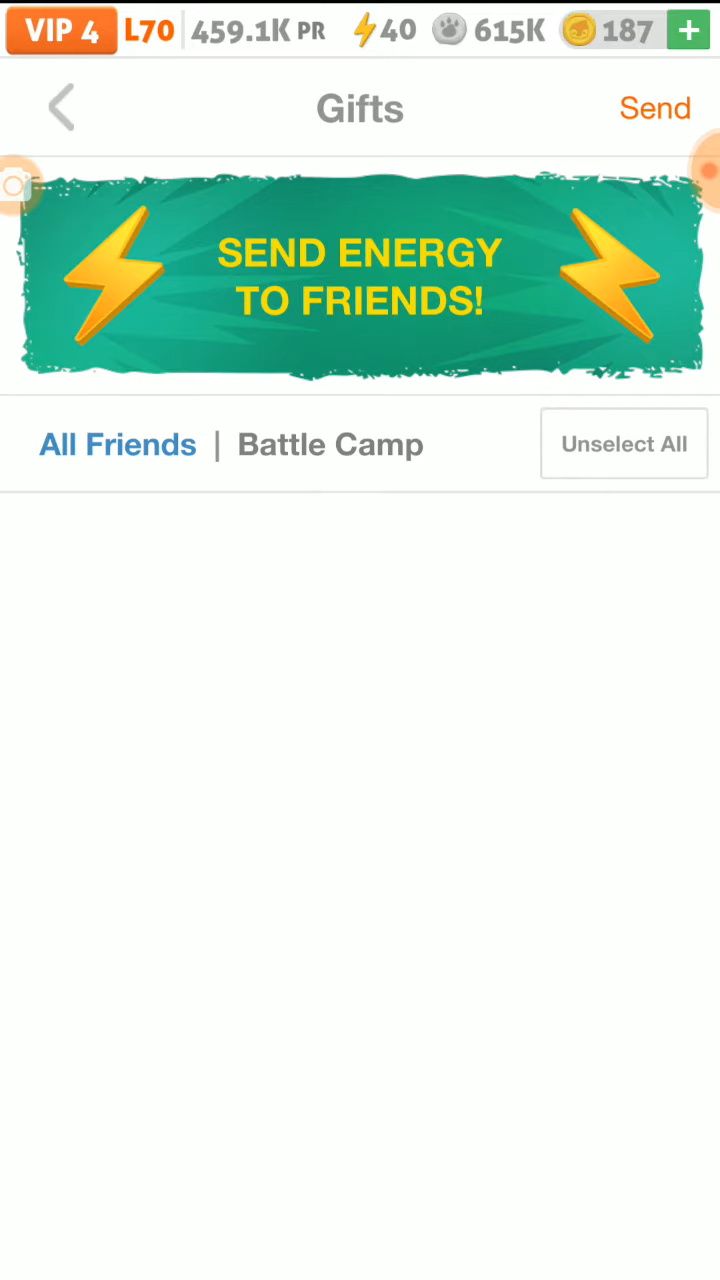 VIP 4 L70 459.1K PR 40 615K 187 +
Gifts Send
SEND ENERGY
TO FRIENDS!
All Friends | Battle Camp Unselect All